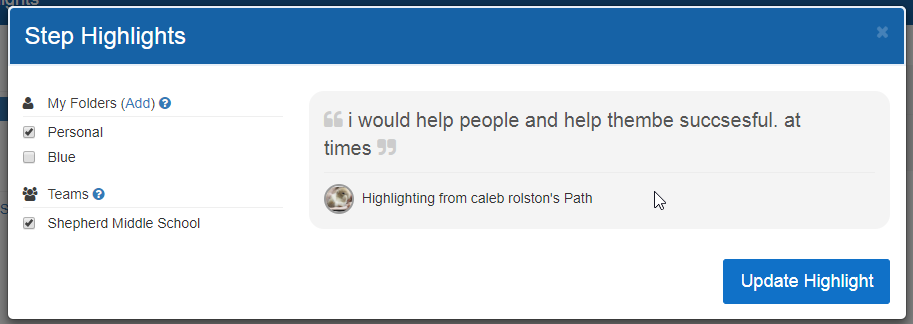 ights
Step Highlights
×
My Folders (Add)
Personal
Blue
Teams
Shepherd Middle School
“ i would help people and help thembe succsesful. at
times ”
Highlighting from caleb rolston's Path
Update Highlight